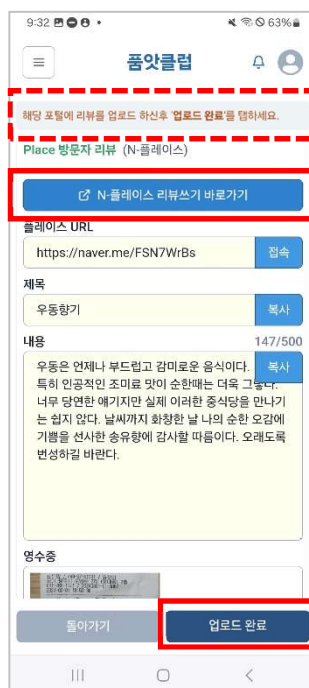 9:32
63%
품앗클럽
해당 포털에 리뷰를 업로드 하신후 '업로드 완료'를 탭하세요.
Place 방문자 리뷰 (N-플레이스)
N-플레이스 리뷰쓰기 바로가기
플레이스 URL
https://naver.me/FSN7WrBs 접속
제목
우동향기 복사
내용 147/500
우동은 언제나 부드럽고 감미로운 음식이다. 복사
특히 인공적인 조미료 맛이 순한때는 더욱 그렇다.
너무 당연한 얘기지만 실제 이러한 중식당을 만나기
는 쉽지 않다. 날씨까지 화창한 날 나의 순한 오감에
기쁨을 선사한 송유향에 감사할 따름이다. 오래도록
번성하길 바란다.
영수증
돌아가기 업로드 완료